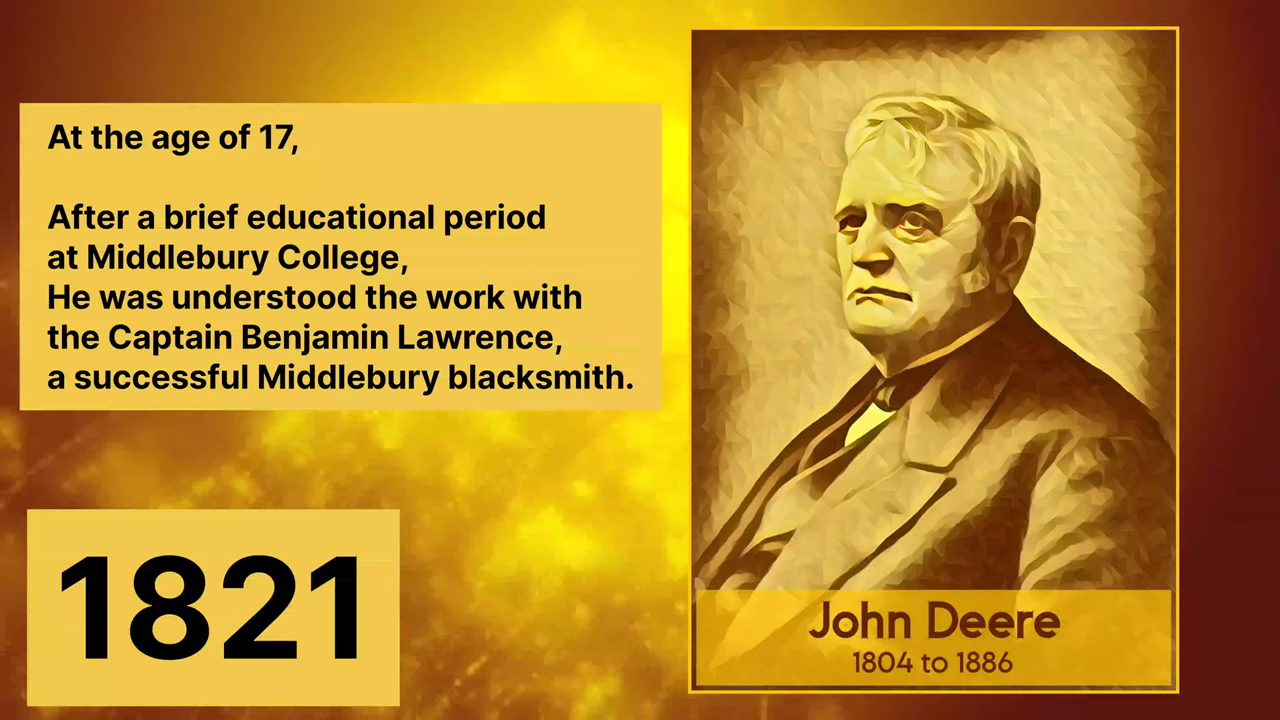 At the age of 17,
After a brief educational period
at Middlebury College,
He was understood the work with
the Captain Benjamin Lawrence,
a successful Middlebury blacksmith.
1821
John Deere
1804 to 1886